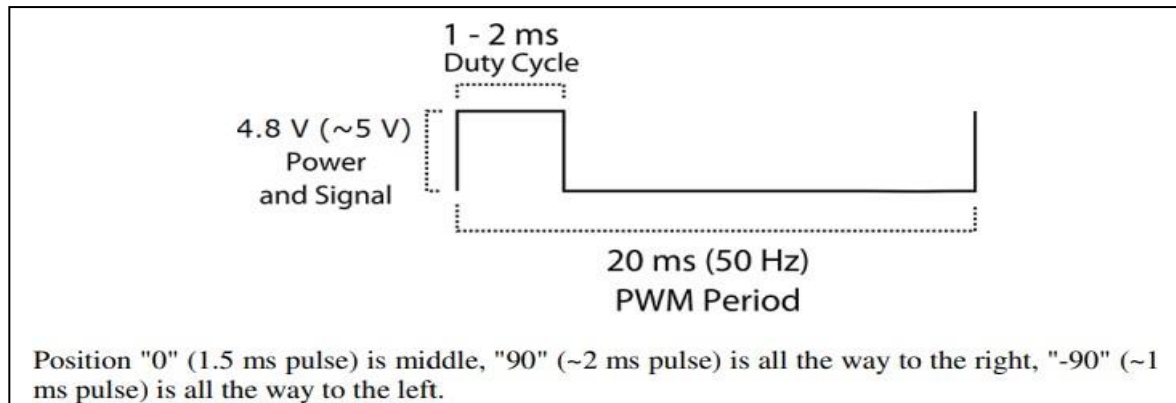 1 - 2 ms
Duty Cycle
4.8 V (~5 V)
Power
and Signal
20 ms (50 Hz)
PWM Period
Position "0" (1.5 ms pulse) is middle, "90" (~2 ms pulse) is all the way to the right, "-90" (~1
ms pulse) is all the way to the left.